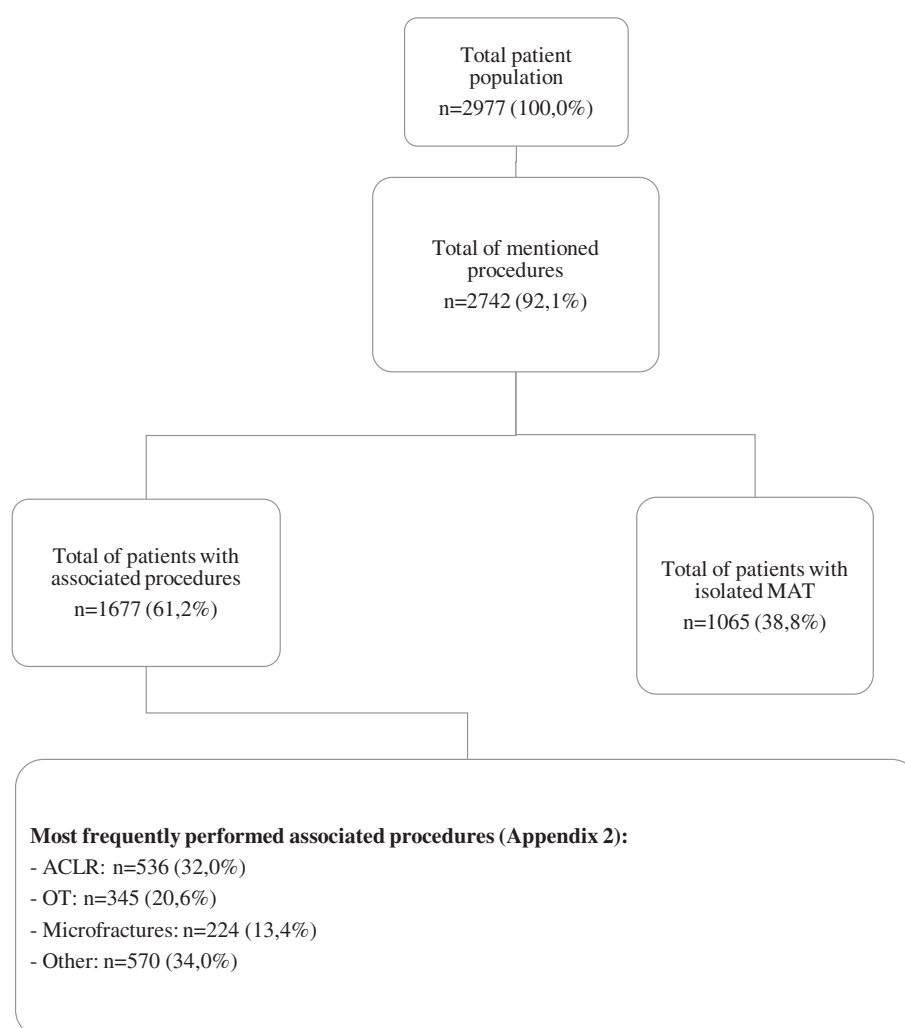 Total patient
population
n=2977 (100,0%)
Total of mentioned
procedures
n=2742 (92,1%)
Total of patients with
associated procedures
n=1677 (61,2%)
Total of patients with
isolated MAT
n=1065 (38,8%)
Most frequently performed associated procedures (Appendix 2):
- ACLR: n=536 (32,0%)
- OT: n=345 (20,6%)
- Microfractures: n=224 (13,4%)
- Other: n=570 (34,0%)